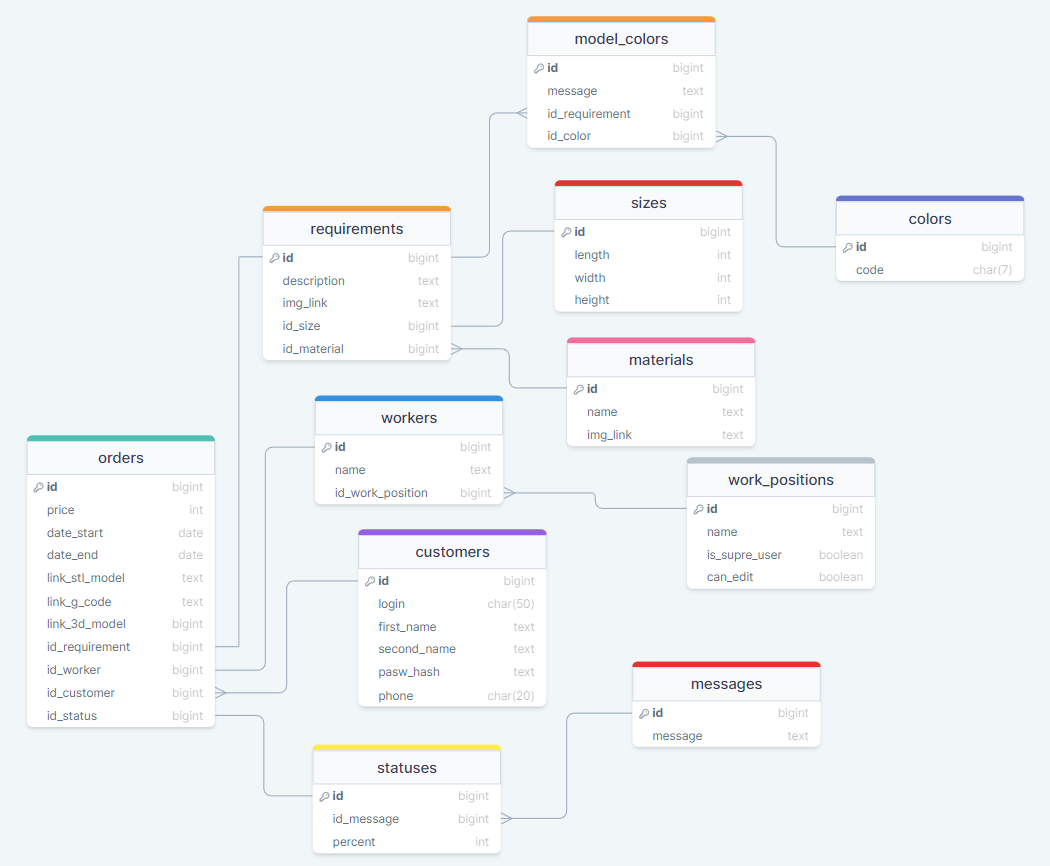 model_colors
id bigint
message text
id_requirement bigint
id_color bigint
sizes
id bigint
length int
width int
height int
colors
id bigint
code char(7)
requirements
id bigint
description text
img_link text
id_size bigint
id_material bigint
materials
id bigint
name text
img_link text
workers
id bigint
name text
id_work_position bigint
orders
id bigint
price int
date_start date
date_end date
link_stl_model text
link_g_code text
link_3d_model bigint
id_requirement bigint
id_worker bigint
id_customer bigint
id_status bigint
work_positions
id bigint
name text
is_supre_user boolean
can_edit boolean
customers
id bigint
login char(50)
first_name text
second_name text
pasw_hash text
phone char(20)
messages
id bigint
message text
statuses
id bigint
id_message bigint
percent int